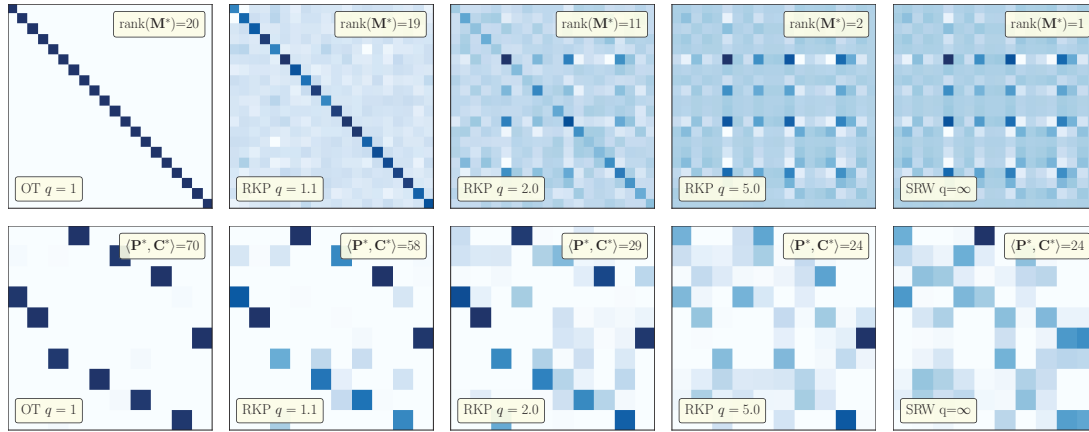 rank(M*)=20
OT q = 1
rank(M*)=19
RKP q = 1.1
rank(M*)=11
RKP q = 2.0
rank(M*)=2
RKP q = 5.0
rank(M*)=1
SRW q=∞
⟨P*, C*⟩=70
OT q = 1
⟨P*, C*⟩=58
RKP q = 1.1
⟨P*, C*⟩=29
RKP q = 2.0
⟨P*, C*⟩=24
RKP q = 5.0
⟨P*, C*⟩=24
SRW q=∞